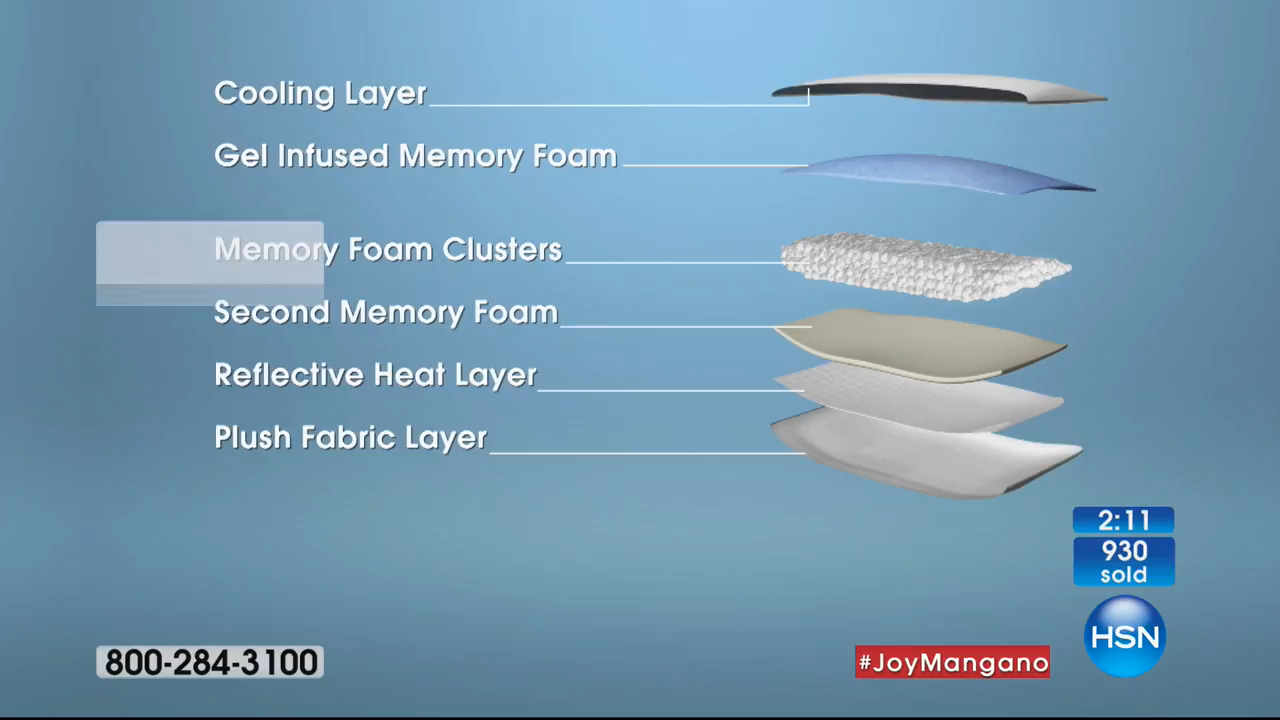 Cooling Layer
Gel Infused Memory Foam
Memory Foam Clusters
Second Memory Foam
Reflective Heat Layer
Plush Fabric Layer
2:11
930
sold
HSN
800-284-3100
#JoyMangano